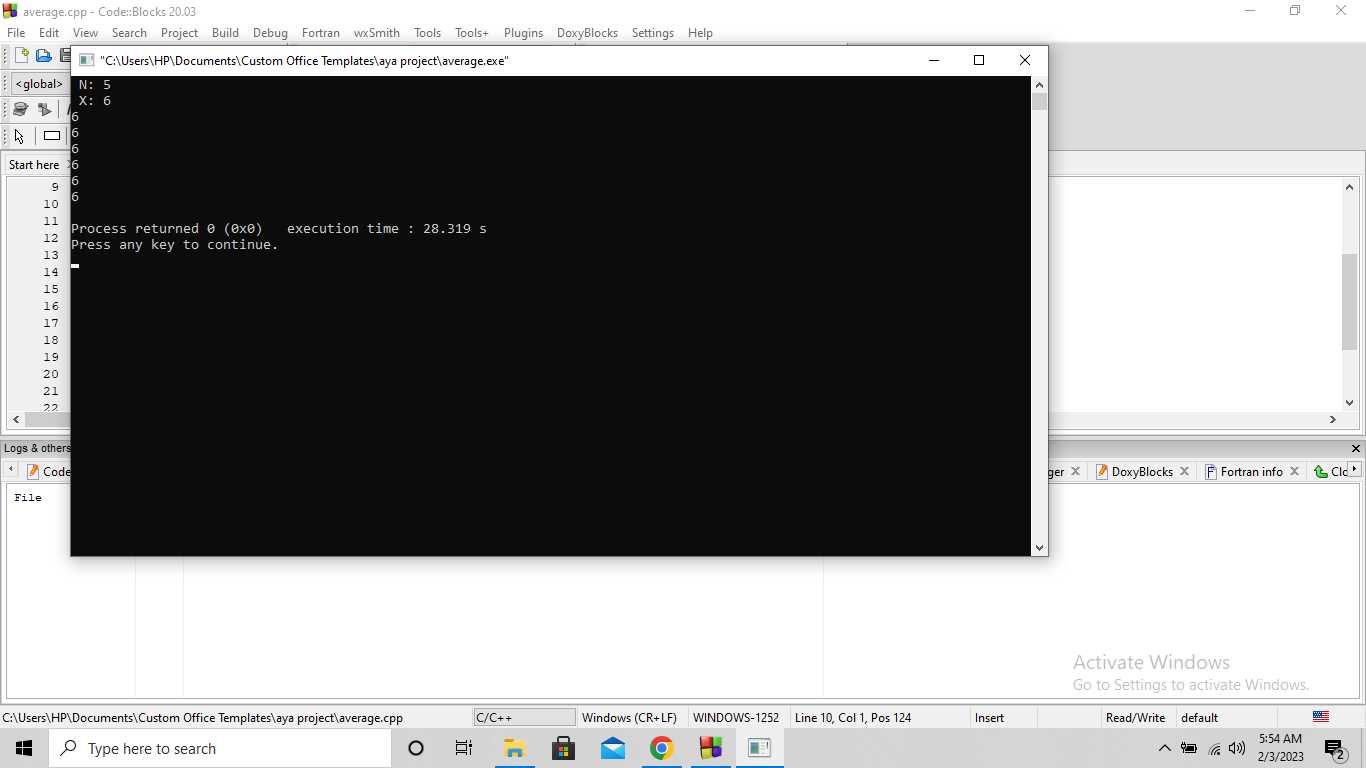 average.cpp - Code::Blocks 20.03
File Edit View Search Project Build Debug Fortran wxSmith Tools Tools+ Plugins DoxyBlocks Settings Help
"C:\Users\HP\Documents\Custom Office Templates\aya project\average.exe"
<global>
N: 5
X: 6
6
6
6
6
6
6
Process returned 0 (0x0)   execution time : 28.319 s
Press any key to continue.
Start here
9
10
11
12
13
14
15
16
17
18
19
20
21
22
Logs & others
Code
ger DoxyBlocks Fortran info Clc
File
Activate Windows
Go to Settings to activate Windows.
C:\Users\HP\Documents\Custom Office Templates\aya project\average.cpp C/C++ Windows (CR+LF) WINDOWS-1252 Line 10, Col 1, Pos 124 Insert Read/Write default
Type here to search
5:54 AM
2/3/2023
2